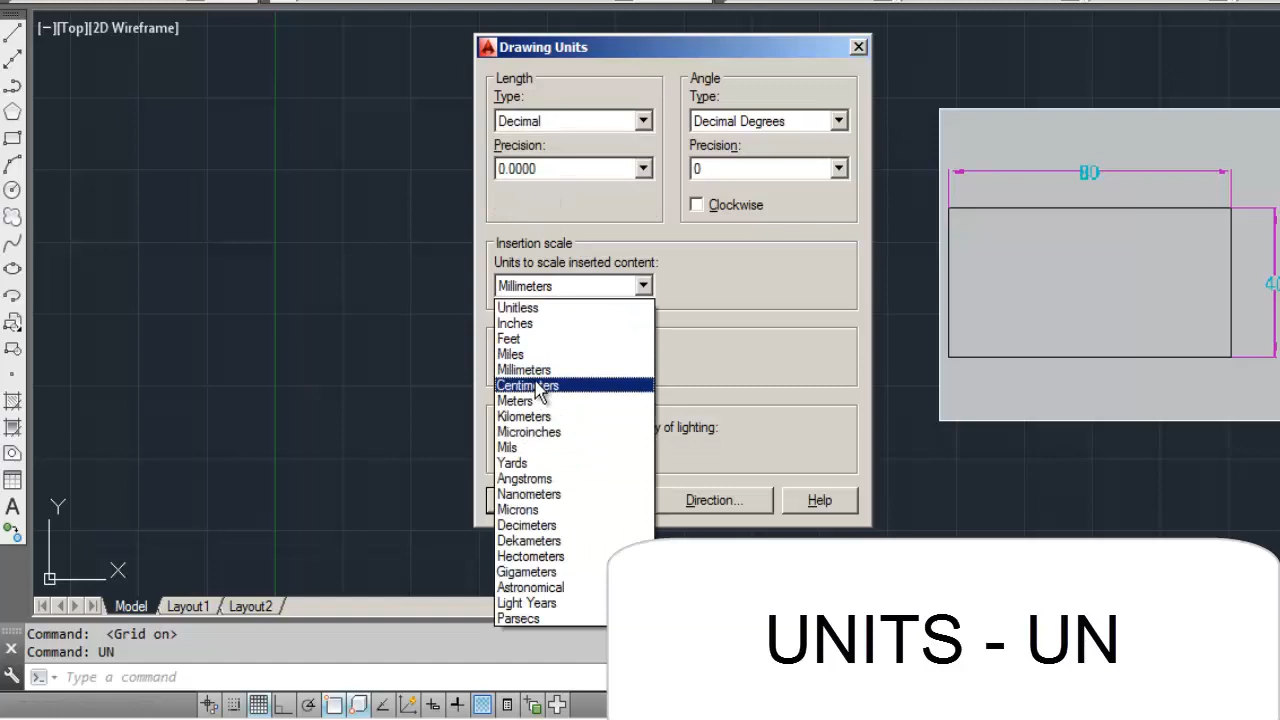 [−][Top][2D Wireframe]
Drawing Units
Length
Type:
Decimal
Precision:
0.0000
Angle
Type:
Decimal Degrees
Precision:
0
Clockwise
Insertion scale
Units to scale inserted content:
Millimeters
Unitless
Inches
Feet
Miles
Millimeters
Centimeters
Meters
Kilometers
Microinches
Mils
Yards
Angstroms
Nanometers
Microns
Decimeters
Dekameters
Hectometers
Gigameters
Astronomical
Light Years
Parsecs
y of lighting:
Direction...
Help
40
Y
X
Model
Layout1
Layout2
Command: <Grid on>
Command: UN
Type a command
UNITS - UN